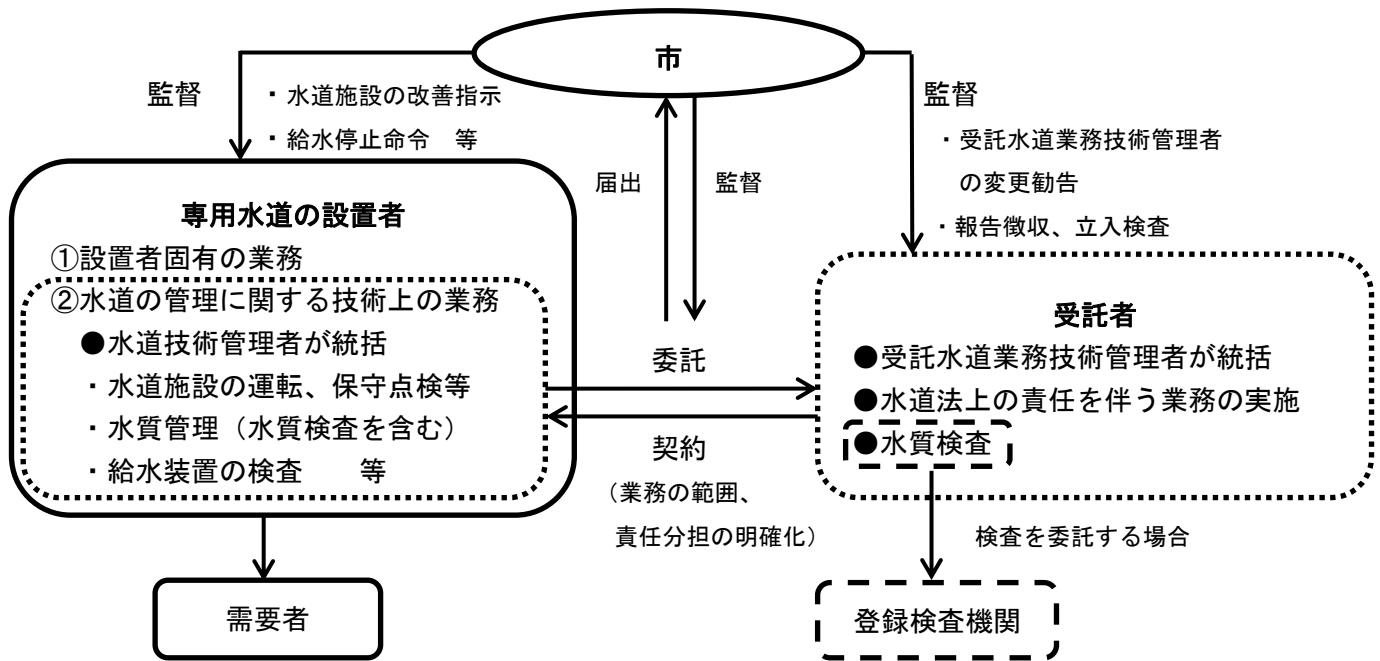 市
監督
・水道施設の改善指示
・給水停止命令　等
届出
監督
監督
・受託水道業務技術管理者
の変更勧告
・報告徴収、立入検査
専用水道の設置者
①設置者固有の業務
②水道の管理に関する技術上の業務
●水道技術管理者が統括
・水道施設の運転、保守点検等
・水質管理（水質検査を含む）
・給水装置の検査　　等
委託
契約
（業務の範囲、
責任分担の明確化）
受託者
●受託水道業務技術管理者が統括
●水道法上の責任を伴う業務の実施
●水質検査
検査を委託する場合
需要者
登録検査機関